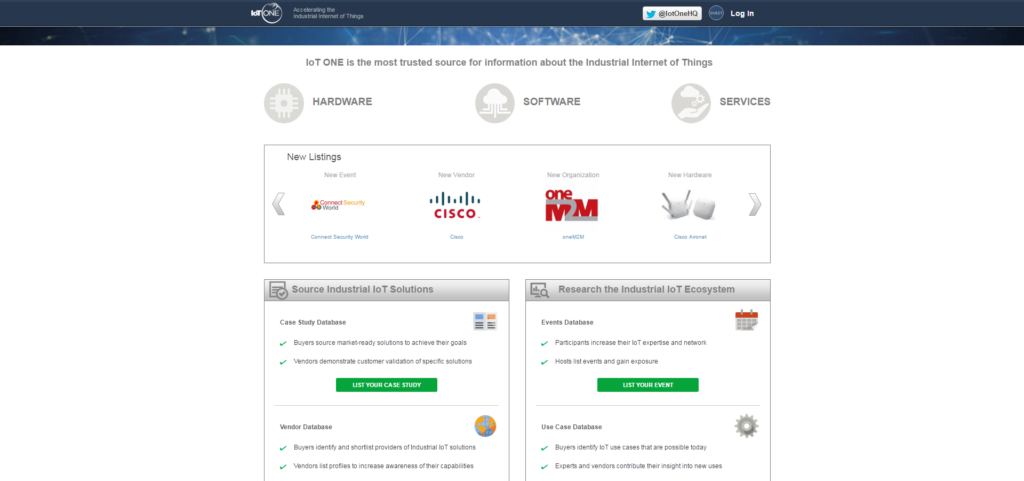 IoT ONE
Accelerating the
Industrial Internet of Things
@IotOneHQ
Log In
IoT ONE is the most trusted source for information about the Industrial Internet of Things
HARDWARE
SOFTWARE
SERVICES
New Listings
New Event
New Vendor
New Organization
New Hardware
Connect Security
World
CISCO
one
M2M
Connect Security World
Cisco
oneM2M
Cisco Aironet
Source Industrial IoT Solutions
Case Study Database
Buyers source market-ready solutions to achieve their goals
Vendors demonstrate customer validation of specific solutions
LIST YOUR CASE STUDY
Vendor Database
Buyers identify and shortlist providers of Industrial IoT solutions
Vendors list profiles to increase awareness of their capabilities
Research the Industrial IoT Ecosystem
Events Database
Participants increase their IoT expertise and network
Hosts list events and gain exposure
LIST YOUR EVENT
Use Case Database
Buyers identify IoT use cases that are possible today
Experts and vendors contribute their insight into new uses